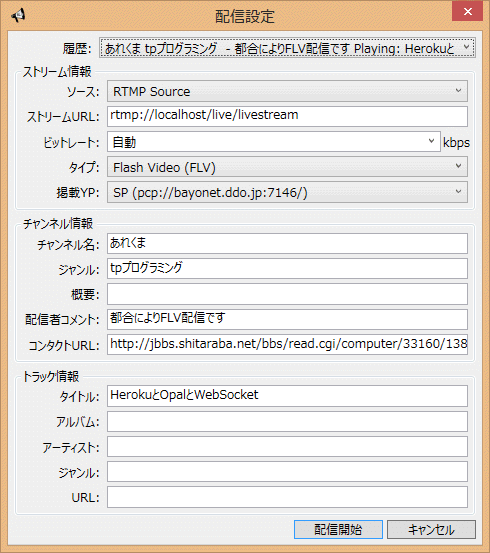 配信設定
履歴: あれくま tpプログラミング - 都合によりFLV配信です Playing: Herokuと
ストリーム情報
ソース: RTMP Source
ストリームURL: rtmp://localhost/live/livestream
ビットレート: 自動 kbps
タイプ: Flash Video (FLV)
掲載YP: SP (pcp://bayonet.ddo.jp:7146/)
チャンネル情報
チャンネル名: あれくま
ジャンル: tpプログラミング
概要:
配信者コメント: 都合によりFLV配信です
コンタクトURL: http://jbbs.shitaraba.net/bbs/read.cgi/computer/33160/138
トラック情報
タイトル: HerokuとOpalとWebSocket
アルバム:
アーティスト:
ジャンル:
URL:
配信開始 キャンセル